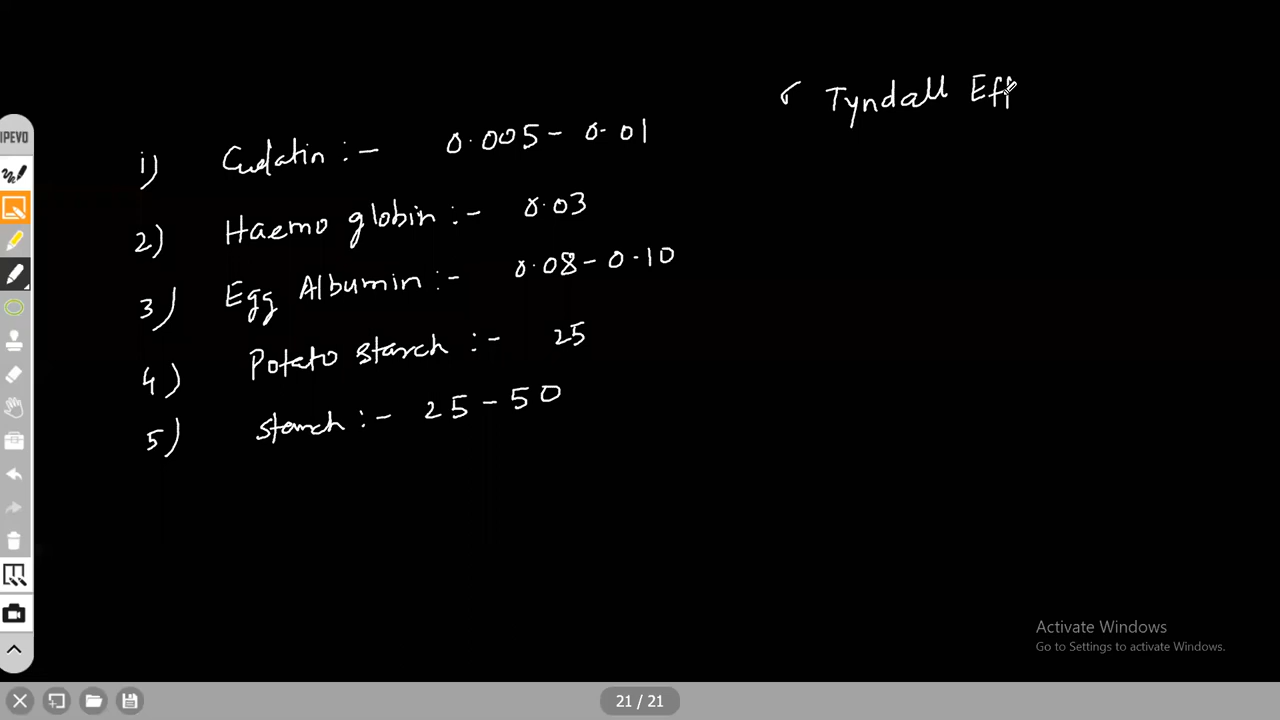 Tyndall Eff
IPEVO
1) Gelatin :- 0.005 - 0.01
2) Haemo globin :- 0.03
3) Egg Albumin :- 0.08 - 0.10
4) Potato starch :- 25
5) starch :- 25 - 50
Activate Windows
Go to Settings to activate Windows.
21 / 21